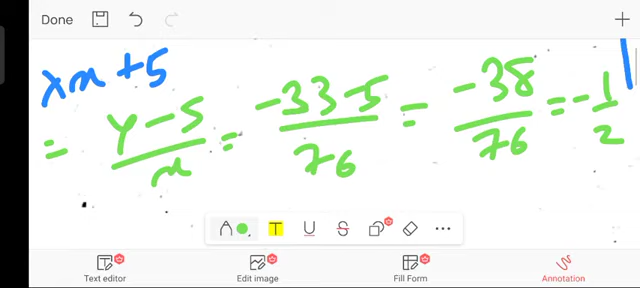 Done
xm + 5
= (y - 5)/x = (-33 - 5)/76 = (-38)/76 = -1/2
T U S
Text editor Edit image Fill Form Annotation